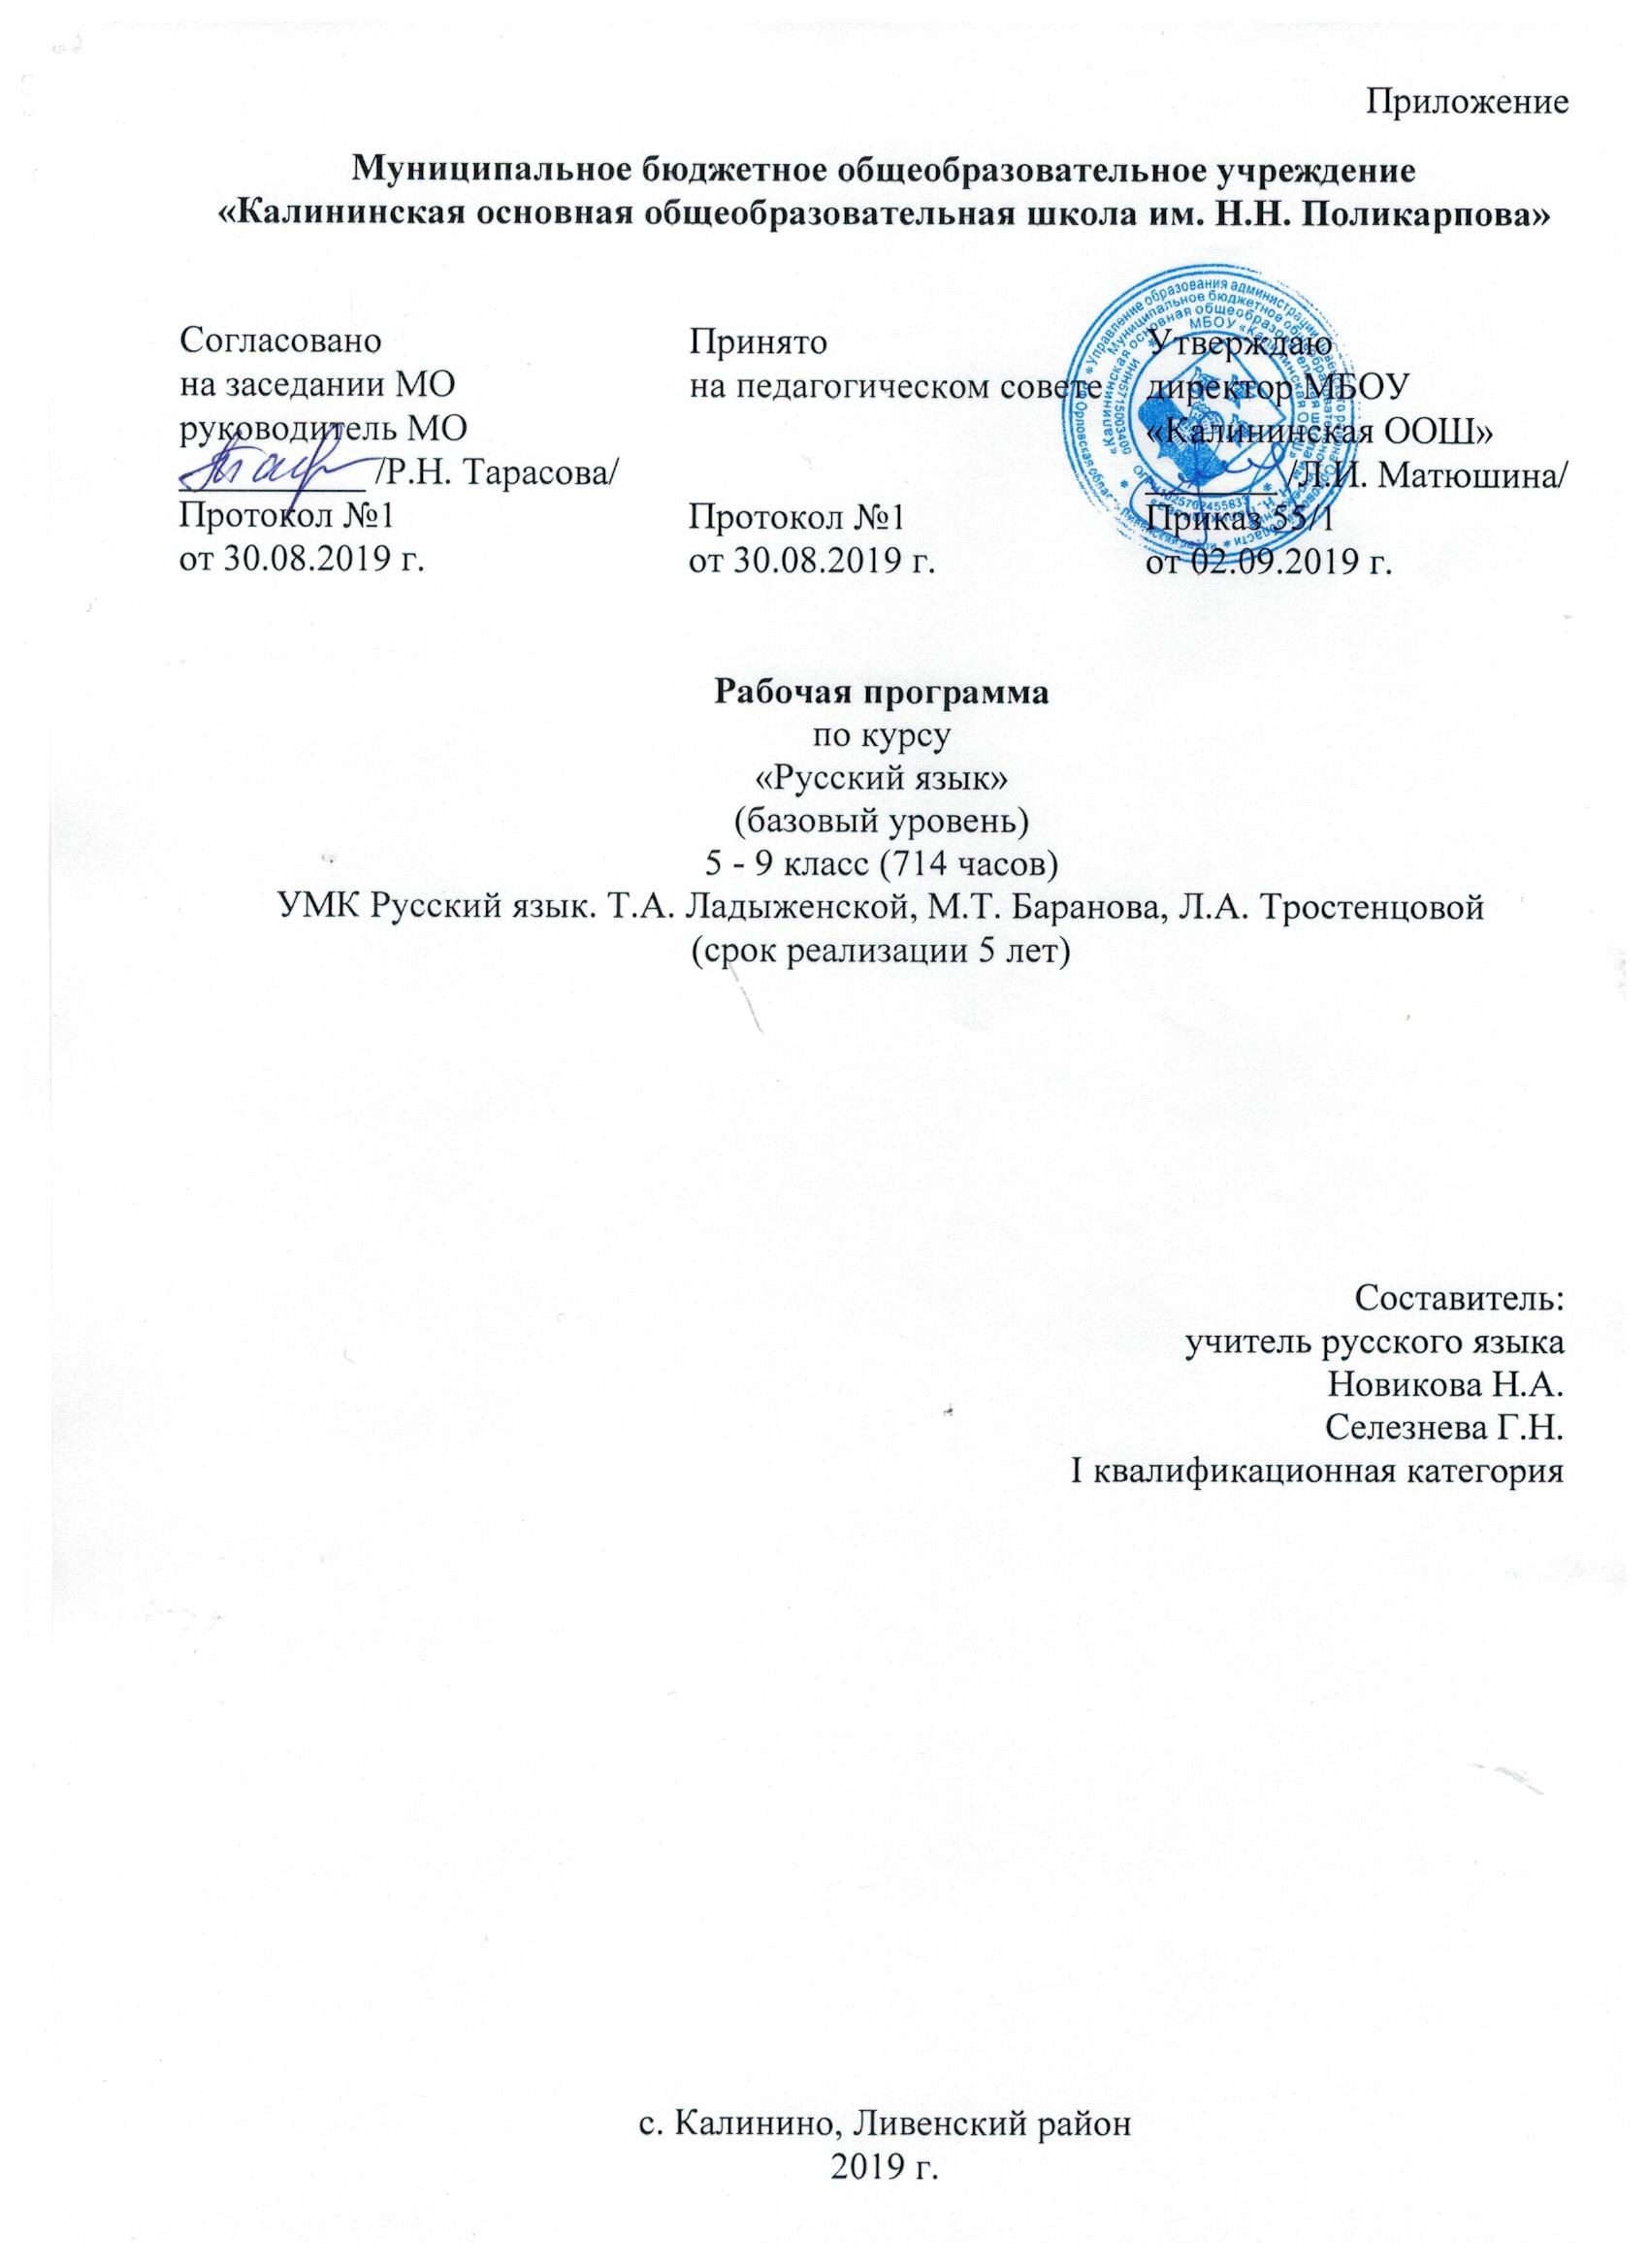 Приложение
Муниципальное бюджетное общеобразовательное учреждение
«Калининская основная общеобразовательная школа им. Н.Н. Поликарпова»
Согласовано
на заседании МО
руководитель МО
/Р.Н. Тарасова/
Протокол №1
от 30.08.2019 г.
Принято
на педагогическом совете
Протокол №1
от 30.08.2019 г.
Утверждаю
директор МБОУ
«Калининская ООШ»
/Л.И. Матюшина/
Приказ 55/1
от 02.09.2019 г.
Рабочая программа
по курсу
«Русский язык»
(базовый уровень)
5 - 9 класс (714 часов)
УМК Русский язык. Т.А. Ладыженской, М.Т. Баранова, Л.А. Тростенцовой
(срок реализации 5 лет)
Составитель:
учитель русского языка
Новикова Н.А.
Селезнева Г.Н.
I квалификационная категория
с. Калинино, Ливенский район
2019 г.